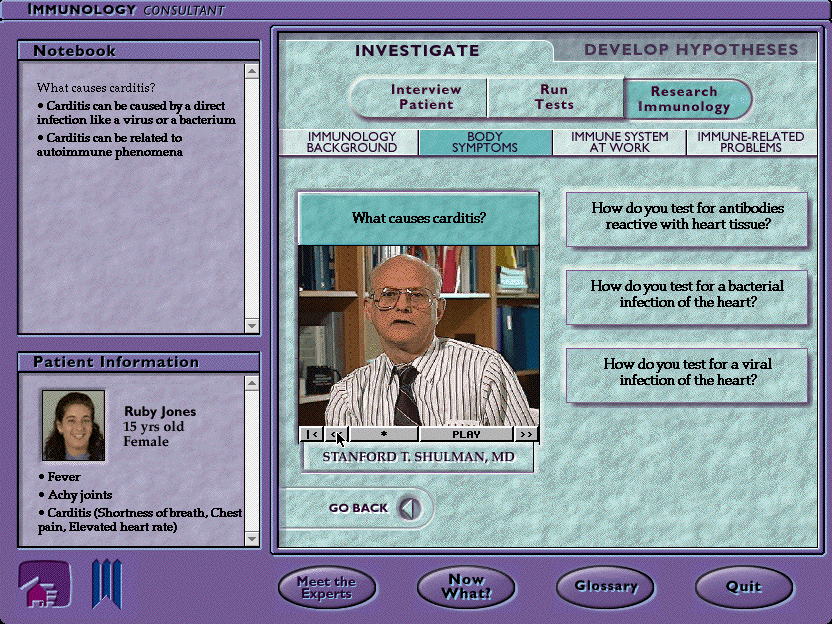 IMMUNOLOGY CONSULTANT
Notebook
What causes carditis?
• Carditis can be caused by a direct
infection like a virus or a bacterium
• Carditis can be related to
autoimmune phenomena
Patient Information
Ruby Jones
15 yrs old
Female
• Fever
• Achy joints
• Carditis (Shortness of breath, Chest
pain, Elevated heart rate)
INVESTIGATE
DEVELOP HYPOTHESES
Interview
Patient
Run
Tests
Research
Immunology
IMMUNOLOGY
BACKGROUND
BODY
SYMPTOMS
IMMUNE SYSTEM
AT WORK
IMMUNE-RELATED
PROBLEMS
What causes carditis?
|<
<<
*
PLAY
>>
STANFORD T. SHULMAN, MD
How do you test for antibodies
reactive with heart tissue?
How do you test for a bacterial
infection of the heart?
How do you test for a viral
infection of the heart?
GO BACK
Meet the
Experts
Now
What?
Glossary
Quit